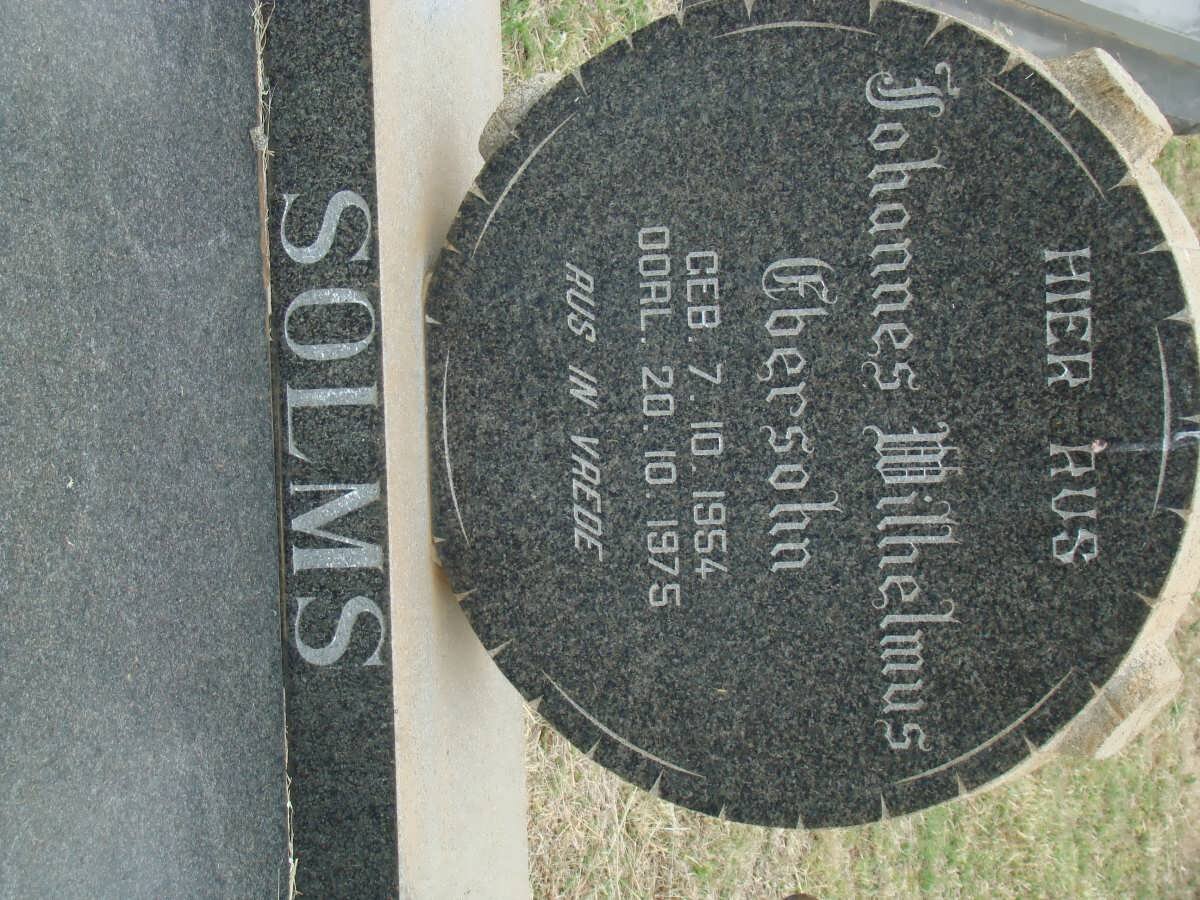 HIER RUS
Johannes Wilhelmus
Ebersohn
GEB. 7. 10. 1954
OORL. 20. 10. 1975
RUS IN VREDE
SOLMS